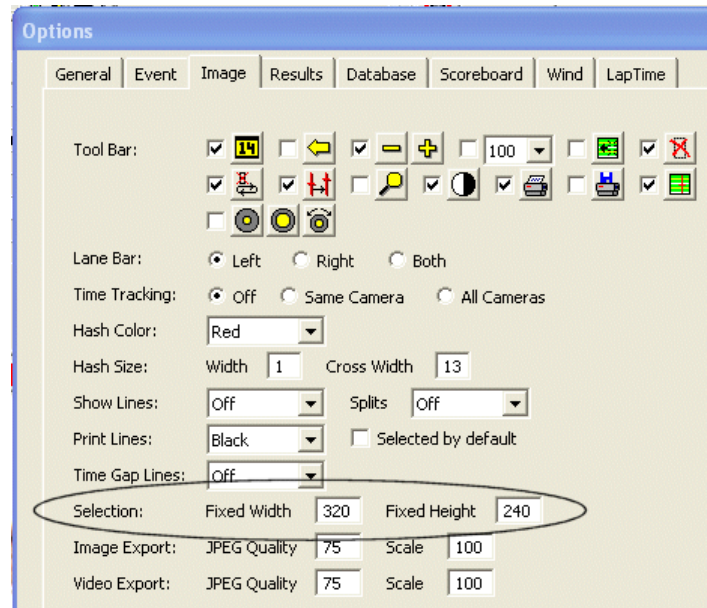 Options
General Event Image Results Database Scoreboard Wind LapTime
Tool Bar: 14 100
Lane Bar: Left Right Both
Time Tracking: Off Same Camera All Cameras
Hash Color: Red
Hash Size: Width 1 Cross Width 13
Show Lines: Off Splits Off
Print Lines: Black Selected by default
Time Gap Lines: Off
Selection: Fixed Width 320 Fixed Height 240
Image Export: JPEG Quality 75 Scale 100
Video Export: JPEG Quality 75 Scale 100